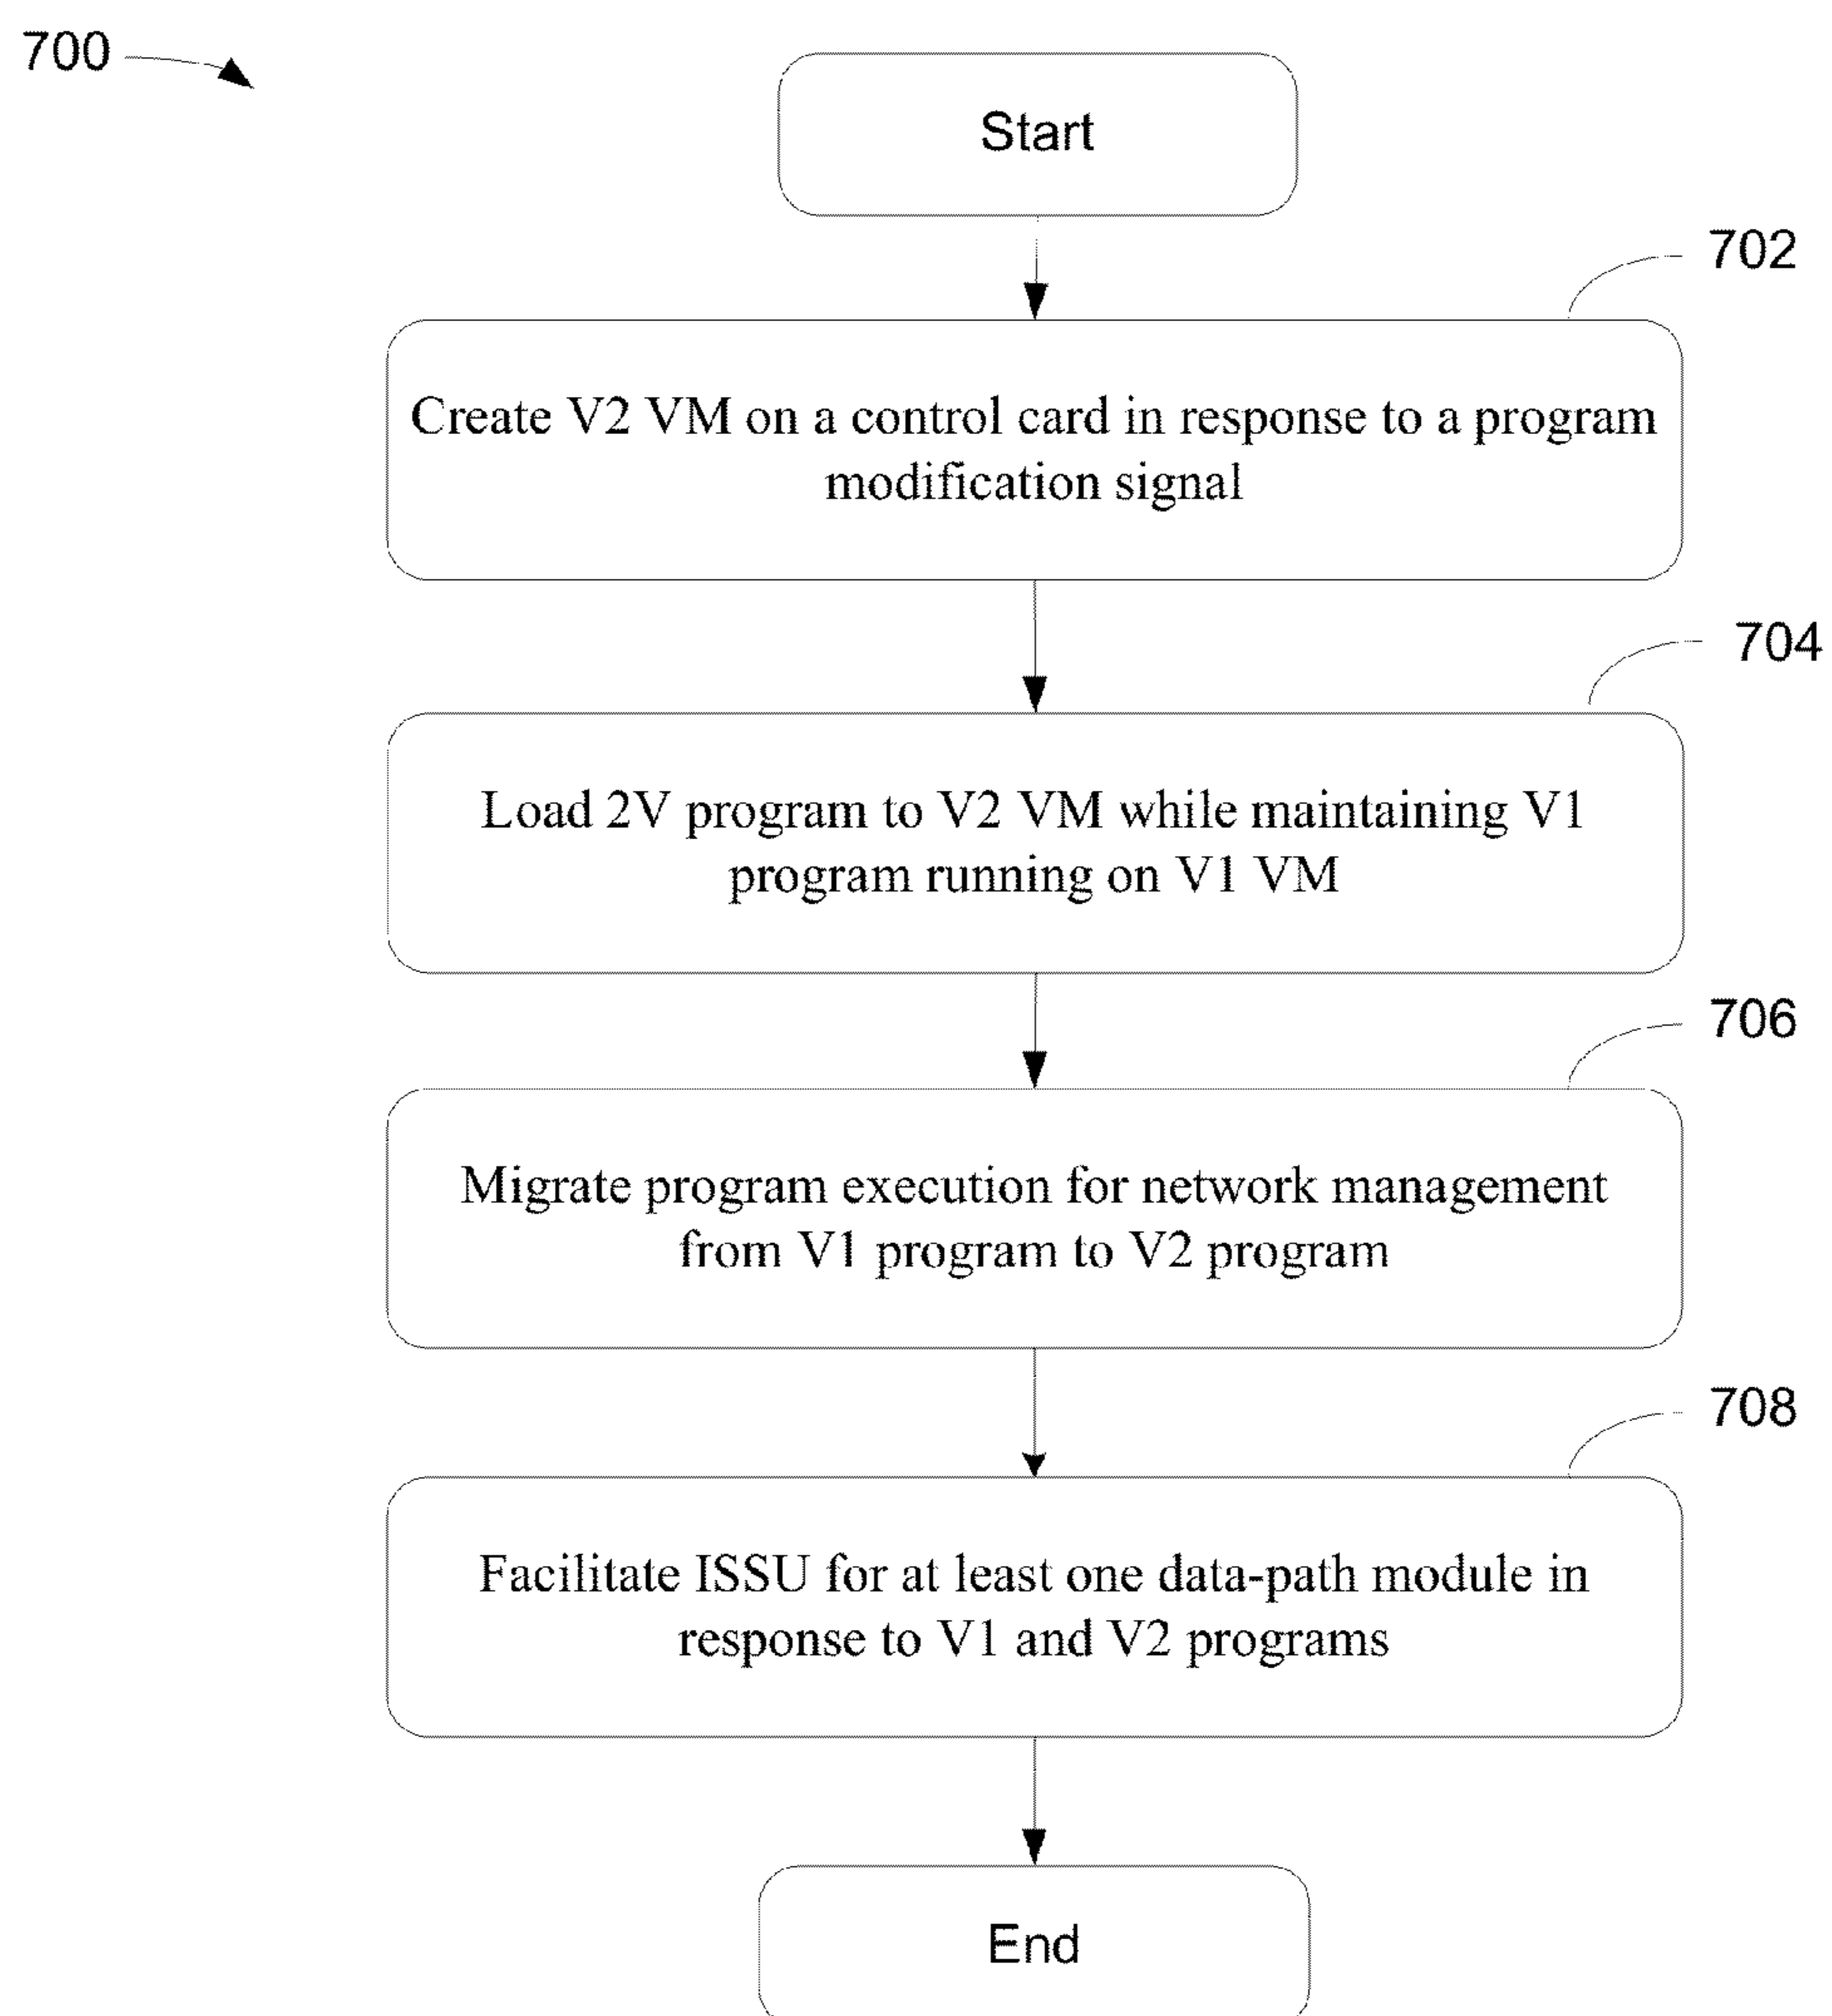 700
Start
702
Create V2 VM on a control card in response to a program
modification signal
704
Load 2V program to V2 VM while maintaining V1
program running on V1 VM
706
Migrate program execution for network management
from V1 program to V2 program
708
Facilitate ISSU for at least one data-path module in
response to V1 and V2 programs
End